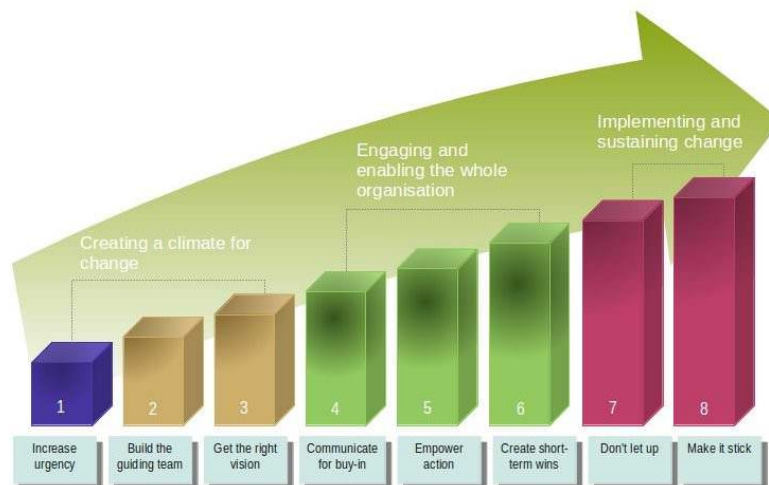 Implementing and
sustaining change
Engaging and
enabling the whole
organisation
Creating a climate for
change
1
2
3
4
5
6
7
8
Increase
urgency
Build the
guiding team
Get the right
vision
Communicate
for buy-in
Empower
action
Create short-
term wins
Don't let up
Make it stick